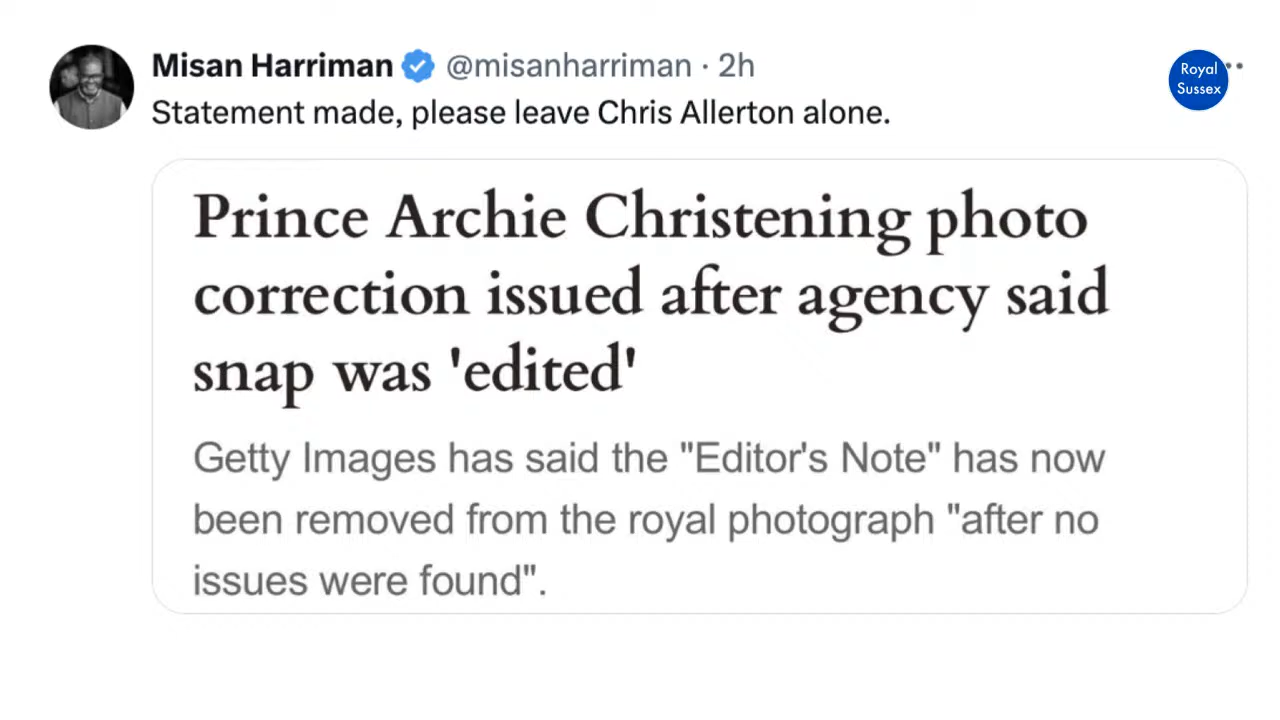 Misan Harriman @misanharriman · 2h
Statement made, please leave Chris Allerton alone.
Royal
Sussex
Prince Archie Christening photo
correction issued after agency said
snap was 'edited'
Getty Images has said the "Editor's Note" has now
been removed from the royal photograph "after no
issues were found".